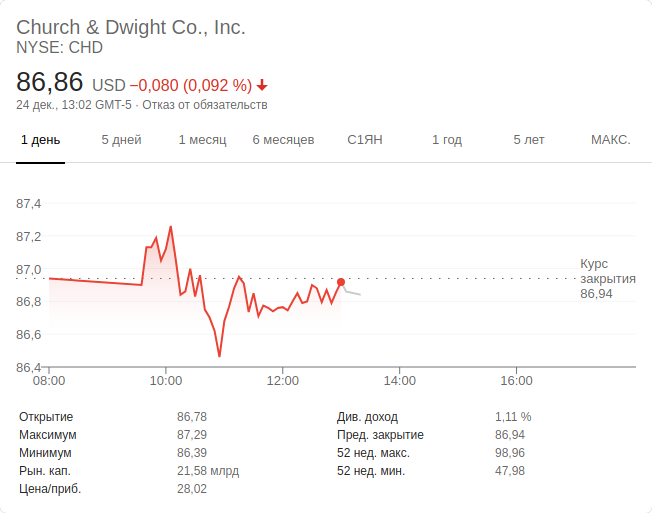 Church & Dwight Co., Inc.
NYSE: CHD
86,86 USD −0,080 (0,092 %)
24 дек., 13:02 GMT-5 · Отказ от обязательств
1 день 5 дней 1 месяц 6 месяцев С1ЯН 1 год 5 лет МАКС.
87,4
87,2
87,0
86,8
86,6
86,4
Курс
закрытия
86,94
08:00 10:00 12:00 14:00 16:00
Открытие 86,78 Див. доход 1,11 %
Максимум 87,29 Пред. закрытие 86,94
Минимум 86,39 52 нед. макс. 98,96
Рын. кап. 21,58 млрд 52 нед. мин. 47,98
Цена/приб. 28,02